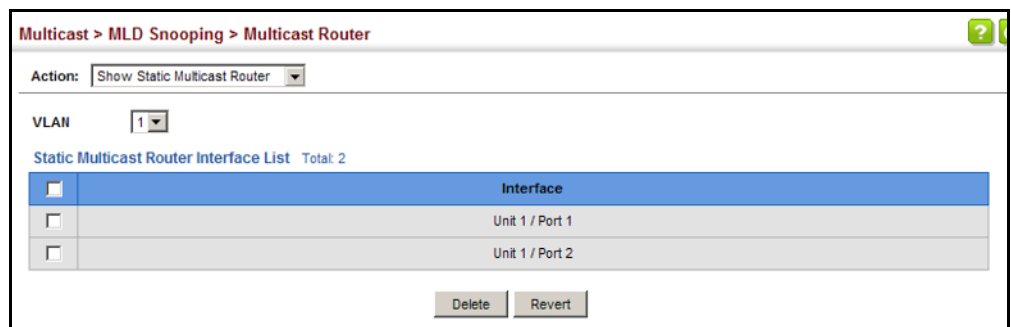 Multicast > MLD Snooping > Multicast Router
?
Action: Show Static Multicast Router
VLAN 1
Static Multicast Router Interface List Total: 2
Interface
Unit 1 / Port 1
Unit 1 / Port 2
Delete Revert